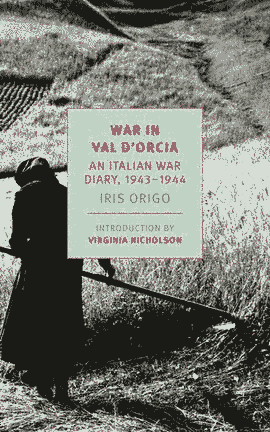 WAR IN
VAL D'ORCIA
AN ITALIAN WAR
DIARY, 1943–1944
IRIS ORIGO
INTRODUCTION BY
VIRGINIA NICHOLSON